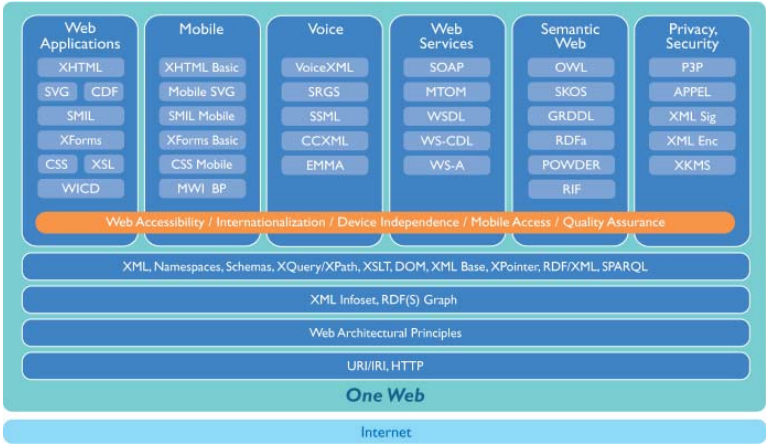 Web
Applications
XHTML
SVG CDF
SMIL
XForms
CSS XSL
WICD
Mobile
XHTML Basic
Mobile SVG
SMIL Mobile
XForms Basic
CSS Mobile
MWI BP
Voice
VoiceXML
SRGS
SSML
CCXML
EMMA
Web
Services
SOAP
MTOM
WSDL
WS-CDL
WS-A
Semantic
Web
OWL
SKOS
GRDDL
RDFa
POWDER
RIF
Privacy,
Security
P3P
APPEL
XML Sig
XML Enc
XKMS
Web Accessibility / Internationalization / Device Independence / Mobile Access / Quality Assurance
XML, Namespaces, Schemas, XQuery/XPath, XSLT, DOM, XML Base, XPointer, RDF/XML, SPARQL
XML Infoset, RDF(S) Graph
Web Architectural Principles
URI/IRI, HTTP
One Web
Internet